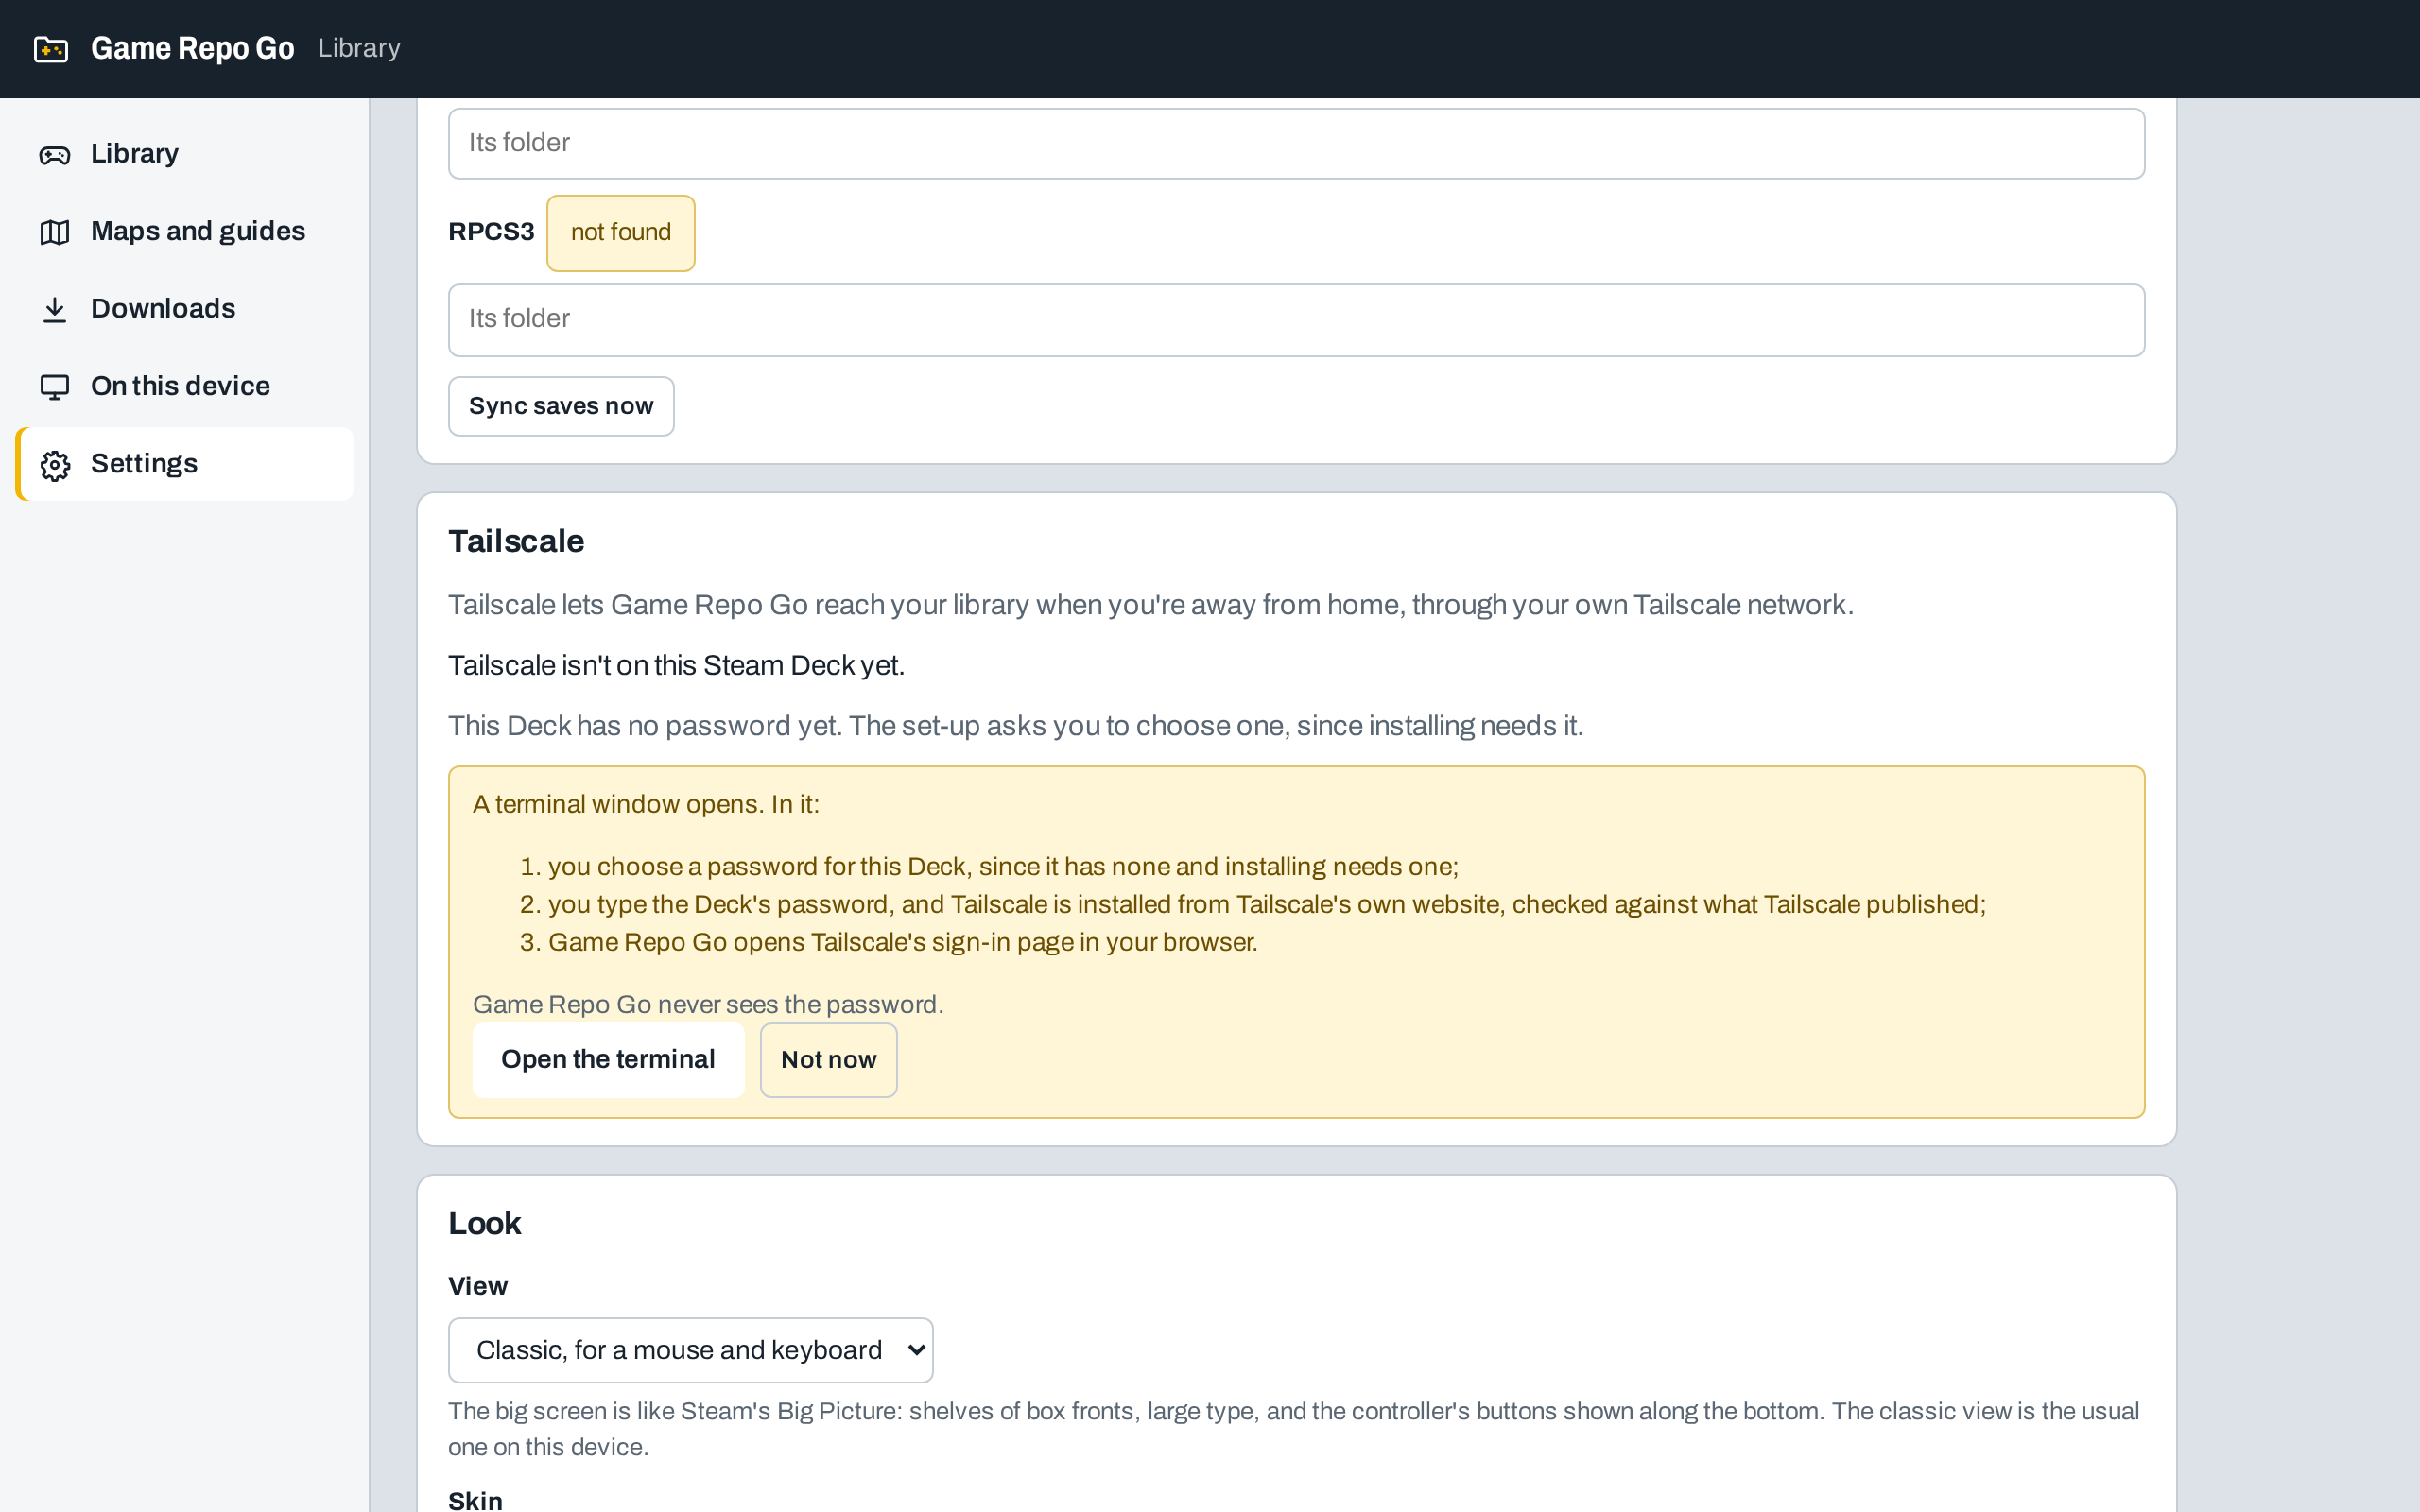 Game Repo Go Library
Library
Maps and guides
Downloads
On this device
Settings
Its folder
RPCS3 not found
Its folder
Sync saves now
Tailscale
Tailscale lets Game Repo Go reach your library when you're away from home, through your own Tailscale network.
Tailscale isn't on this Steam Deck yet.
This Deck has no password yet. The set-up asks you to choose one, since installing needs it.
A terminal window opens. In it:
1. you choose a password for this Deck, since it has none and installing needs one;
2. you type the Deck's password, and Tailscale is installed from Tailscale's own website, checked against what Tailscale published;
3. Game Repo Go opens Tailscale's sign-in page in your browser.
Game Repo Go never sees the password.
Open the terminal Not now
Look
View
Classic, for a mouse and keyboard
The big screen is like Steam's Big Picture: shelves of box fronts, large type, and the controller's buttons shown along the bottom. The classic view is the usual
one on this device.
Skin